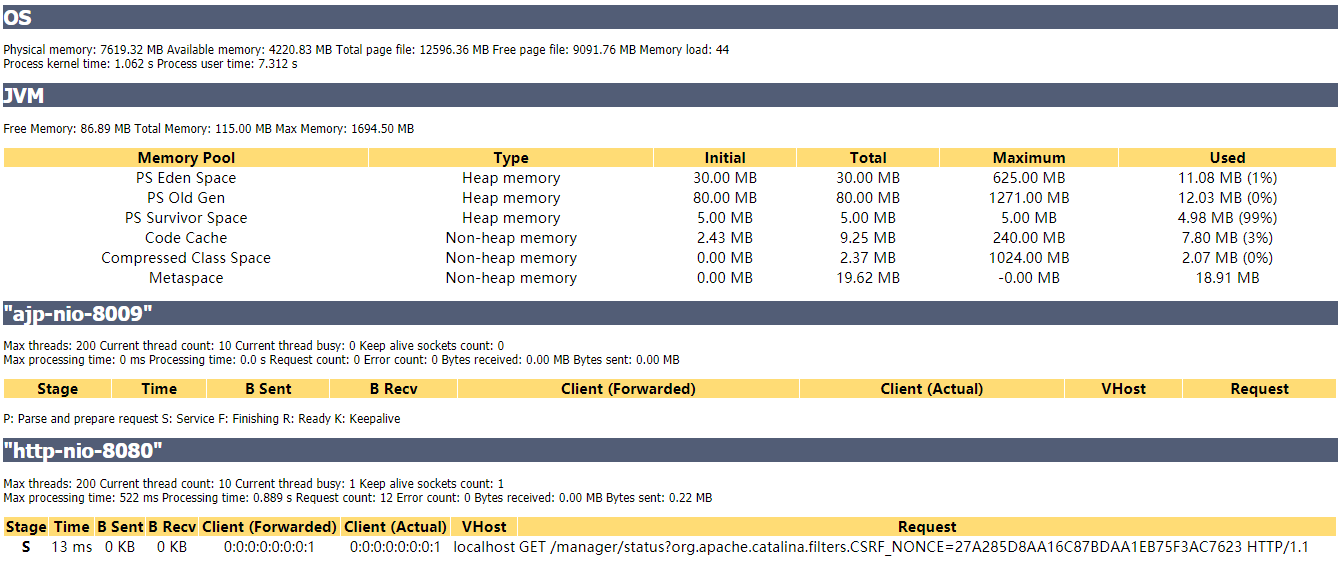 OS
Physical memory: 7619.32 MB Available memory: 4220.83 MB Total page file: 12596.36 MB Free page file: 9091.76 MB Memory load: 44
Process kernel time: 1.062 s Process user time: 7.312 s
JVM
Free Memory: 86.89 MB Total Memory: 115.00 MB Max Memory: 1694.50 MB
Memory Pool Type Initial Total Maximum Used
PS Eden Space Heap memory 30.00 MB 30.00 MB 625.00 MB 11.08 MB (1%)
PS Old Gen Heap memory 80.00 MB 80.00 MB 1271.00 MB 12.03 MB (0%)
PS Survivor Space Heap memory 5.00 MB 5.00 MB 5.00 MB 4.98 MB (99%)
Code Cache Non-heap memory 2.43 MB 9.25 MB 240.00 MB 7.80 MB (3%)
Compressed Class Space Non-heap memory 0.00 MB 2.37 MB 1024.00 MB 2.07 MB (0%)
Metaspace Non-heap memory 0.00 MB 19.62 MB -0.00 MB 18.91 MB
"ajp-nio-8009"
Max threads: 200 Current thread count: 10 Current thread busy: 0 Keep alive sockets count: 0
Max processing time: 0 ms Processing time: 0.0 s Request count: 0 Error count: 0 Bytes received: 0.00 MB Bytes sent: 0.00 MB
Stage Time B Sent B Recv Client (Forwarded) Client (Actual) VHost Request
P: Parse and prepare request S: Service F: Finishing R: Ready K: Keepalive
"http-nio-8080"
Max threads: 200 Current thread count: 10 Current thread busy: 1 Keep alive sockets count: 1
Max processing time: 522 ms Processing time: 0.889 s Request count: 12 Error count: 0 Bytes received: 0.00 MB Bytes sent: 0.22 MB
Stage Time B Sent B Recv Client (Forwarded) Client (Actual) VHost Request
S 13 ms 0 KB 0 KB 0:0:0:0:0:0:0:1 0:0:0:0:0:0:0:1 localhost GET /manager/status?org.apache.catalina.filters.CSRF_NONCE=27A285D8AA16C87BDAA1EB75F3AC7623 HTTP/1.1